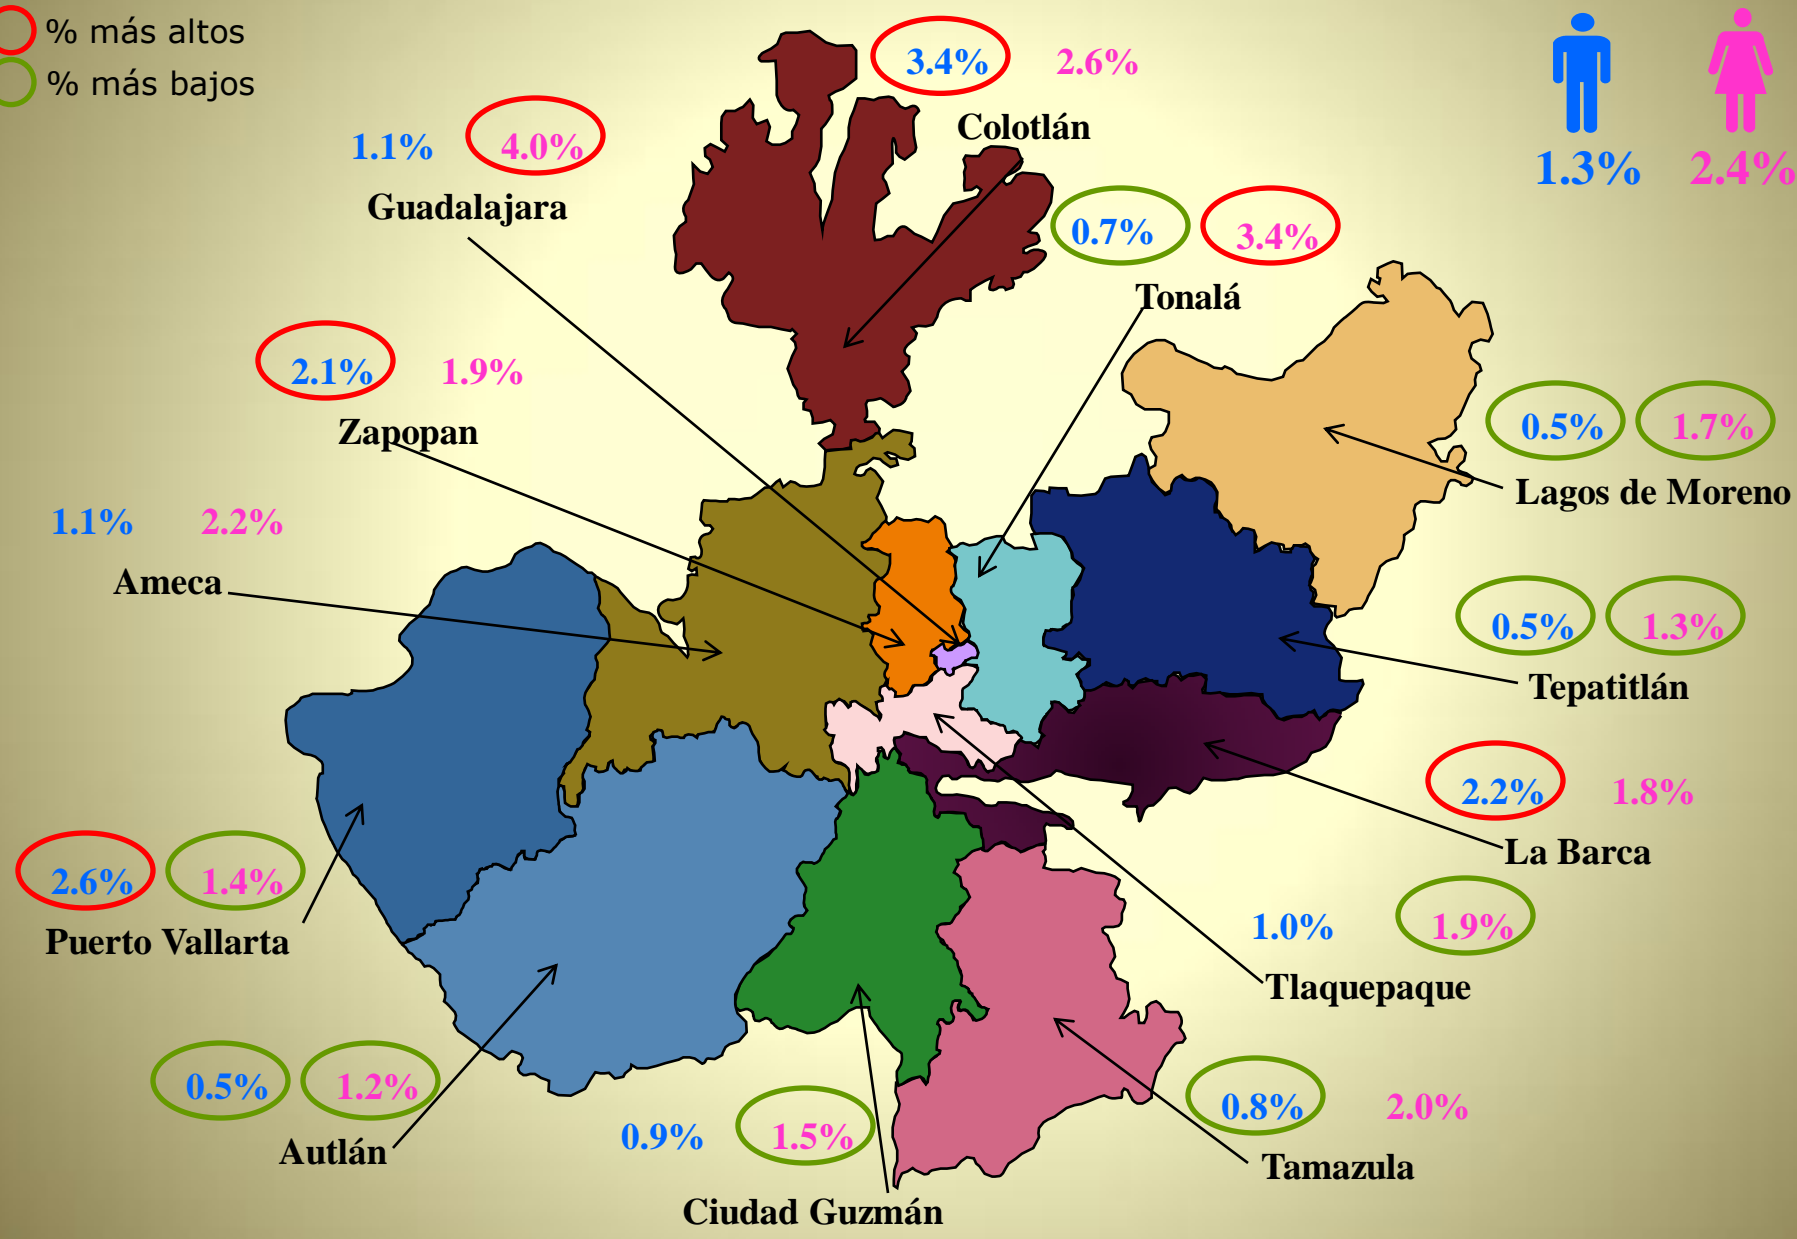 % más altos
% más bajos
3.4% 2.6%
Colotlán
1.3% 2.4%
1.1% 4.0%
Guadalajara
0.7% 3.4%
Tonalá
2.1% 1.9%
Zapopan
0.5% 1.7%
Lagos de Moreno
1.1% 2.2%
Ameca
0.5% 1.3%
Tepatitlán
2.2% 1.8%
La Barca
2.6% 1.4%
Puerto Vallarta
1.0% 1.9%
Tlaquepaque
0.5% 1.2%
Autlán
0.9% 1.5%
Ciudad Guzmán
0.8% 2.0%
Tamazula